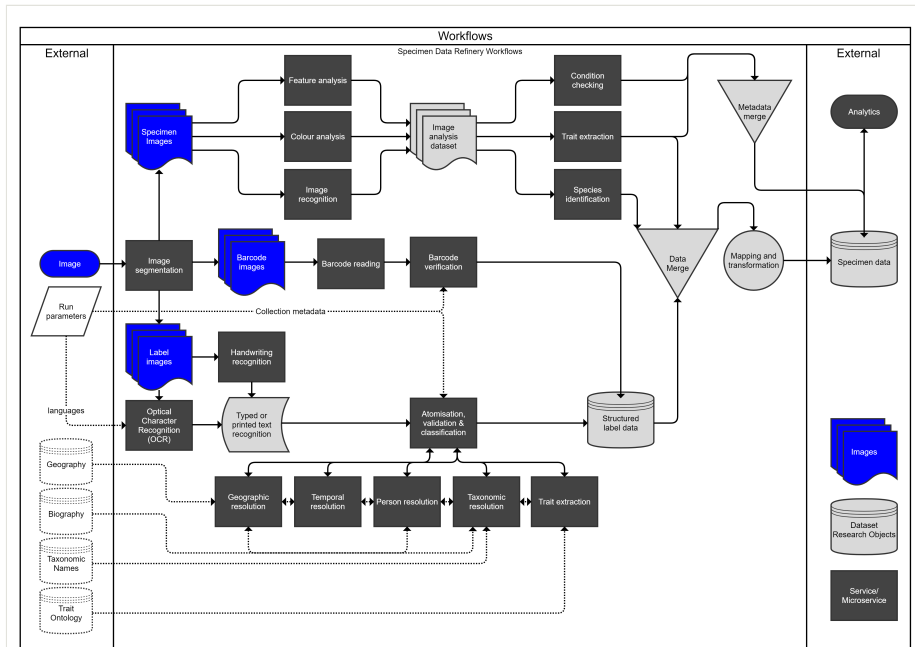 Workflows
External
Specimen Data Refinery Workflows
External
Feature analysis
Condition
checking
Specimen
Images
Colour analysis
Image
analysis
dataset
Trait extraction
Metadata
merge
Analytics
Image
recognition
Species
identification
Image
Image
segmentation
Barcode
images
Barcode reading
Barcode
verification
Data
Merge
Mapping and
transformation
Specimen data
Run
parameters
Collection metadata
Label
images
Handwriting
recognition
languages
Optical
Character
Recognition
(OCR)
Typed or
printed text
recognition
Atomisation,
validation &
classification
Structured
label data
Images
Geography
Geographic
resolution
Temporal
resolution
Person resolution
Taxonomic
resolution
Trait extraction
Biography
Dataset
Research Objects
Taxonomic
Names
Trait
Ontology
Service/
Microservice